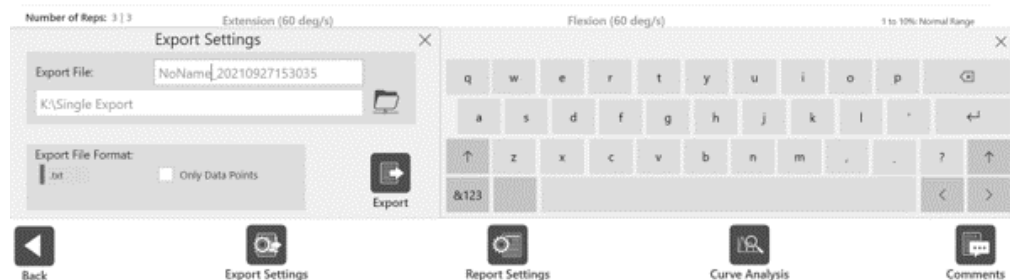 Number of Reps: 3 | 3
Extension (60 deg/s)
Flexion (60 deg/s)
1 to 10%: Normal Range
Export Settings
Export File:
NoName_20210927153035
K:\Single Export
Export File Format:
.txt
Only Data Points
Export
q w e r t y u i o p
a s d f g h j k l '
z x c v b n m , . ?
&123
Back
Export Settings
Report Settings
Curve Analysis
Comments